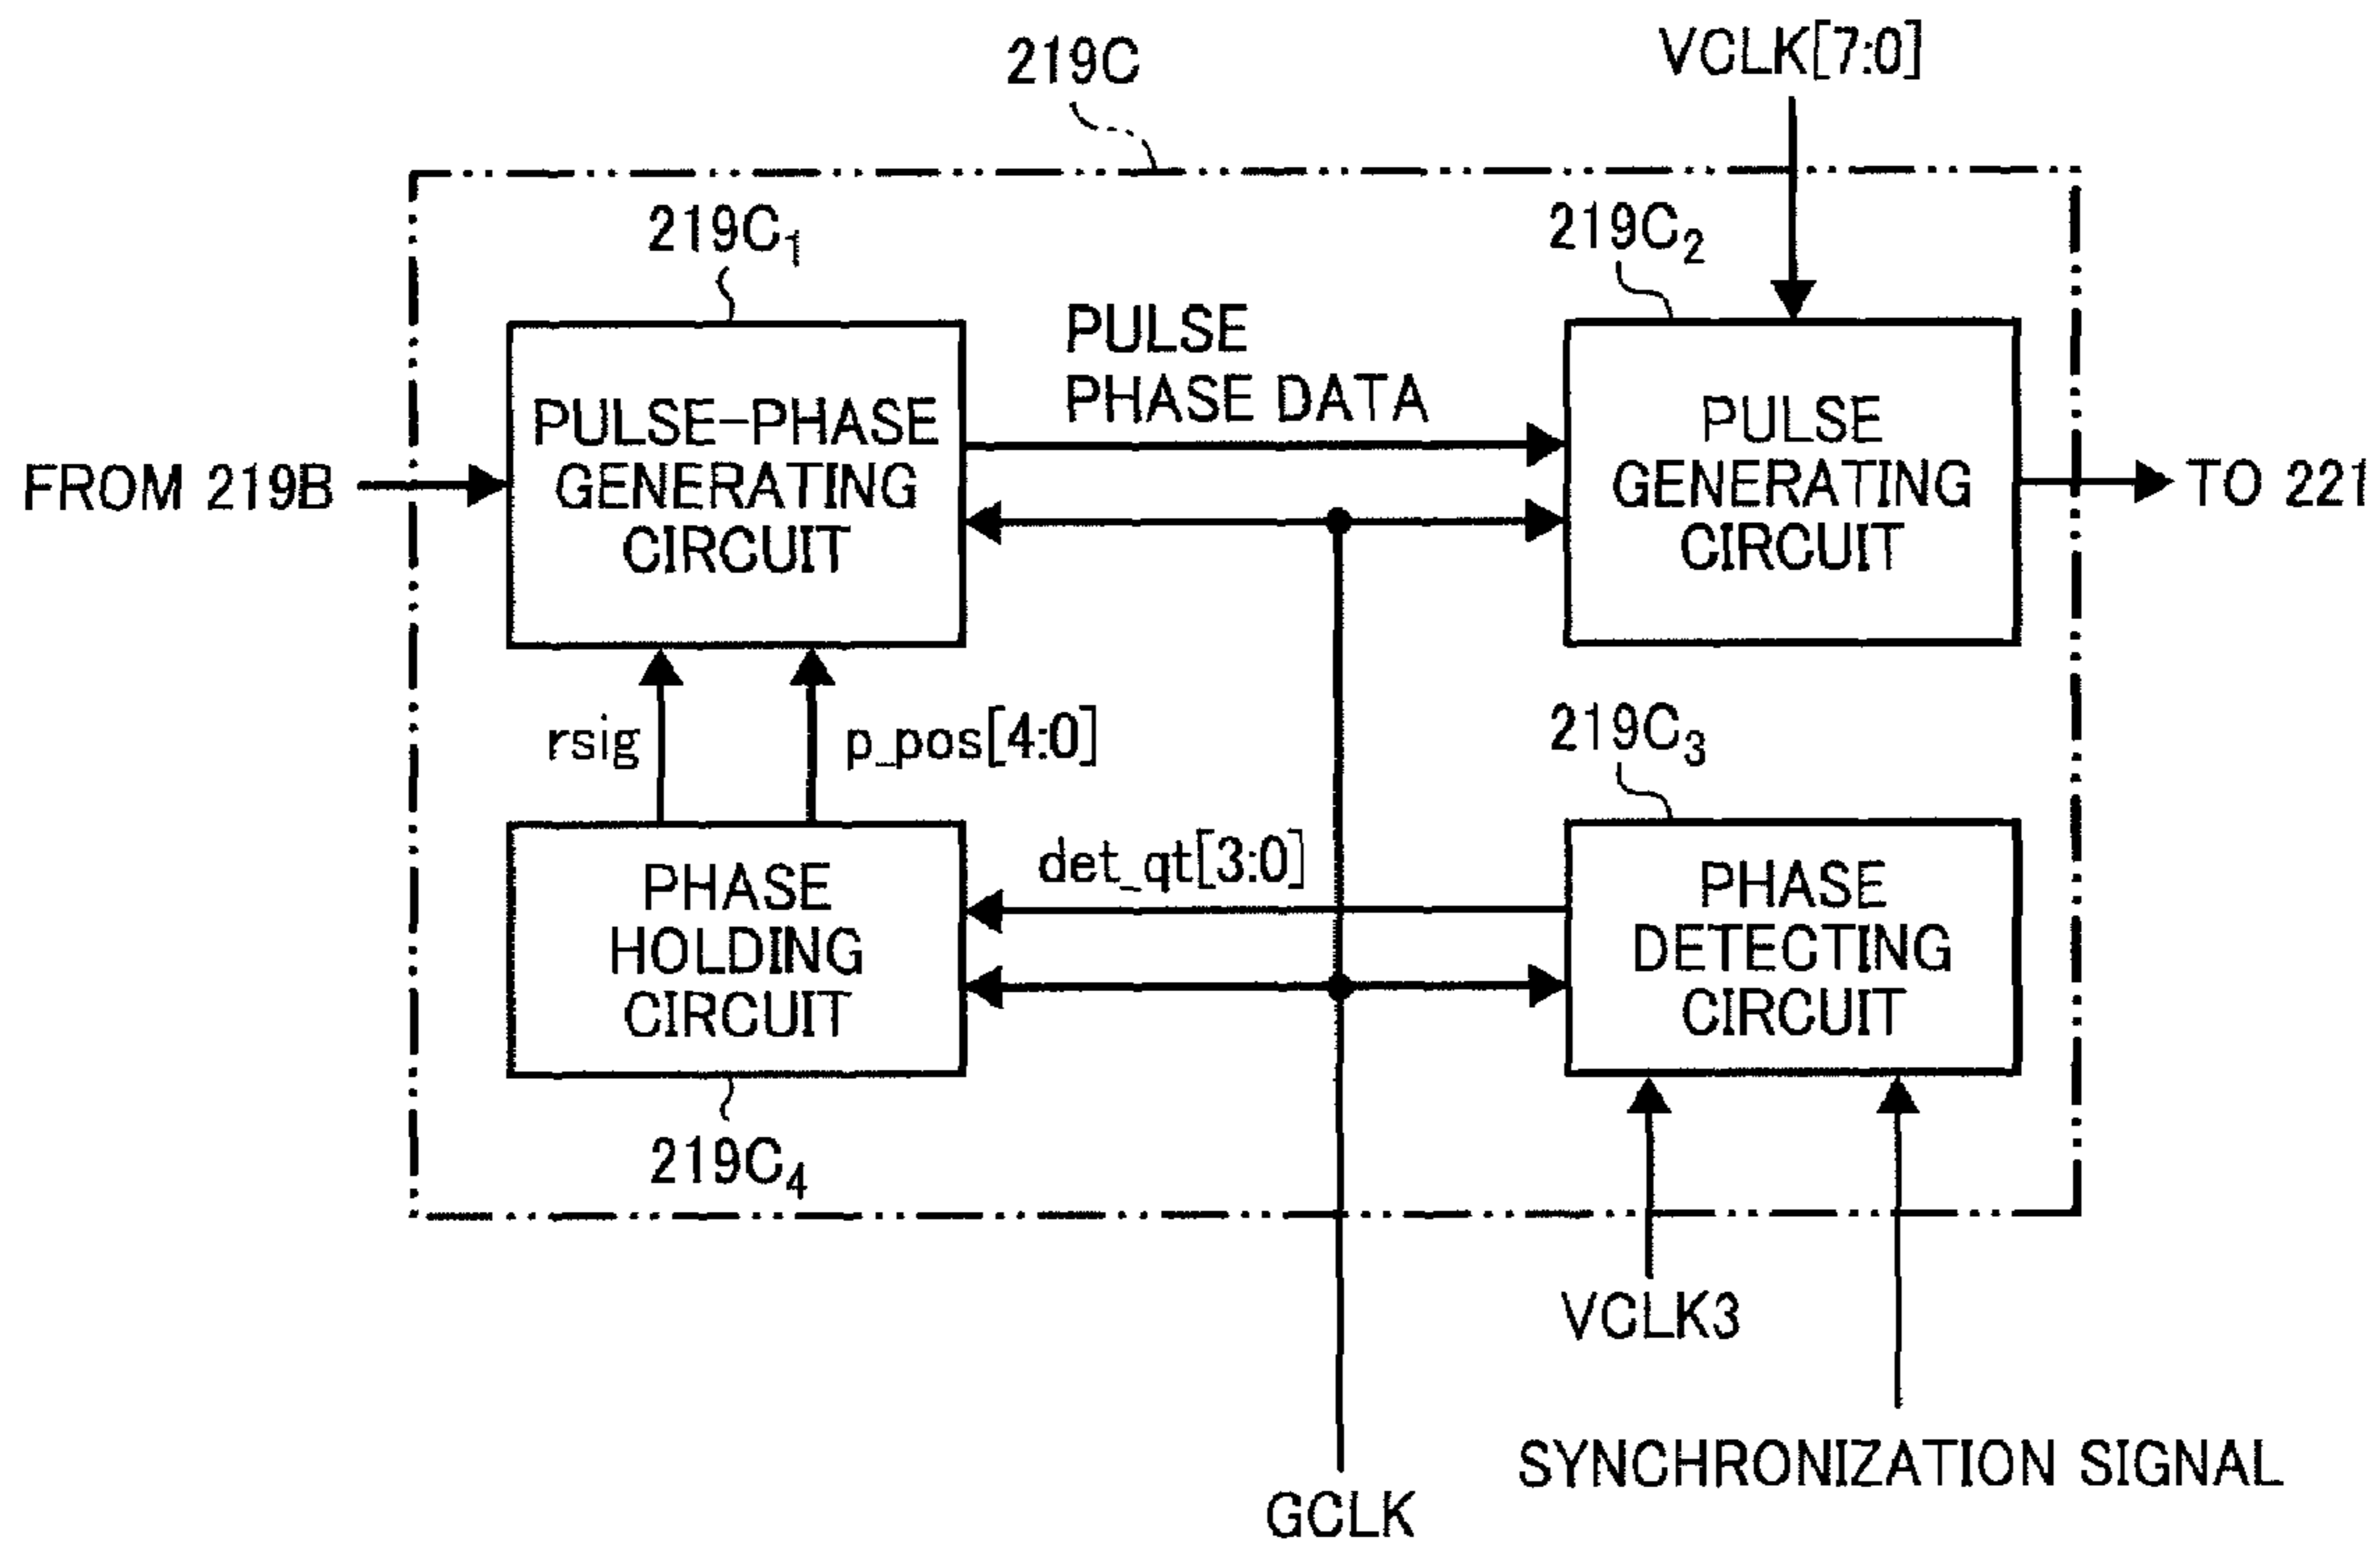 219C
VCLK[7:0]
219C₁
219C₂
PULSE
PHASE DATA
PULSE-PHASE
GENERATING
CIRCUIT
PULSE
GENERATING
CIRCUIT
FROM 219B
TO 221
rsig
p_pos[4:0]
219C₃
det_qt[3:0]
PHASE
HOLDING
CIRCUIT
PHASE
DETECTING
CIRCUIT
219C₄
VCLK3
SYNCHRONIZATION SIGNAL
GCLK